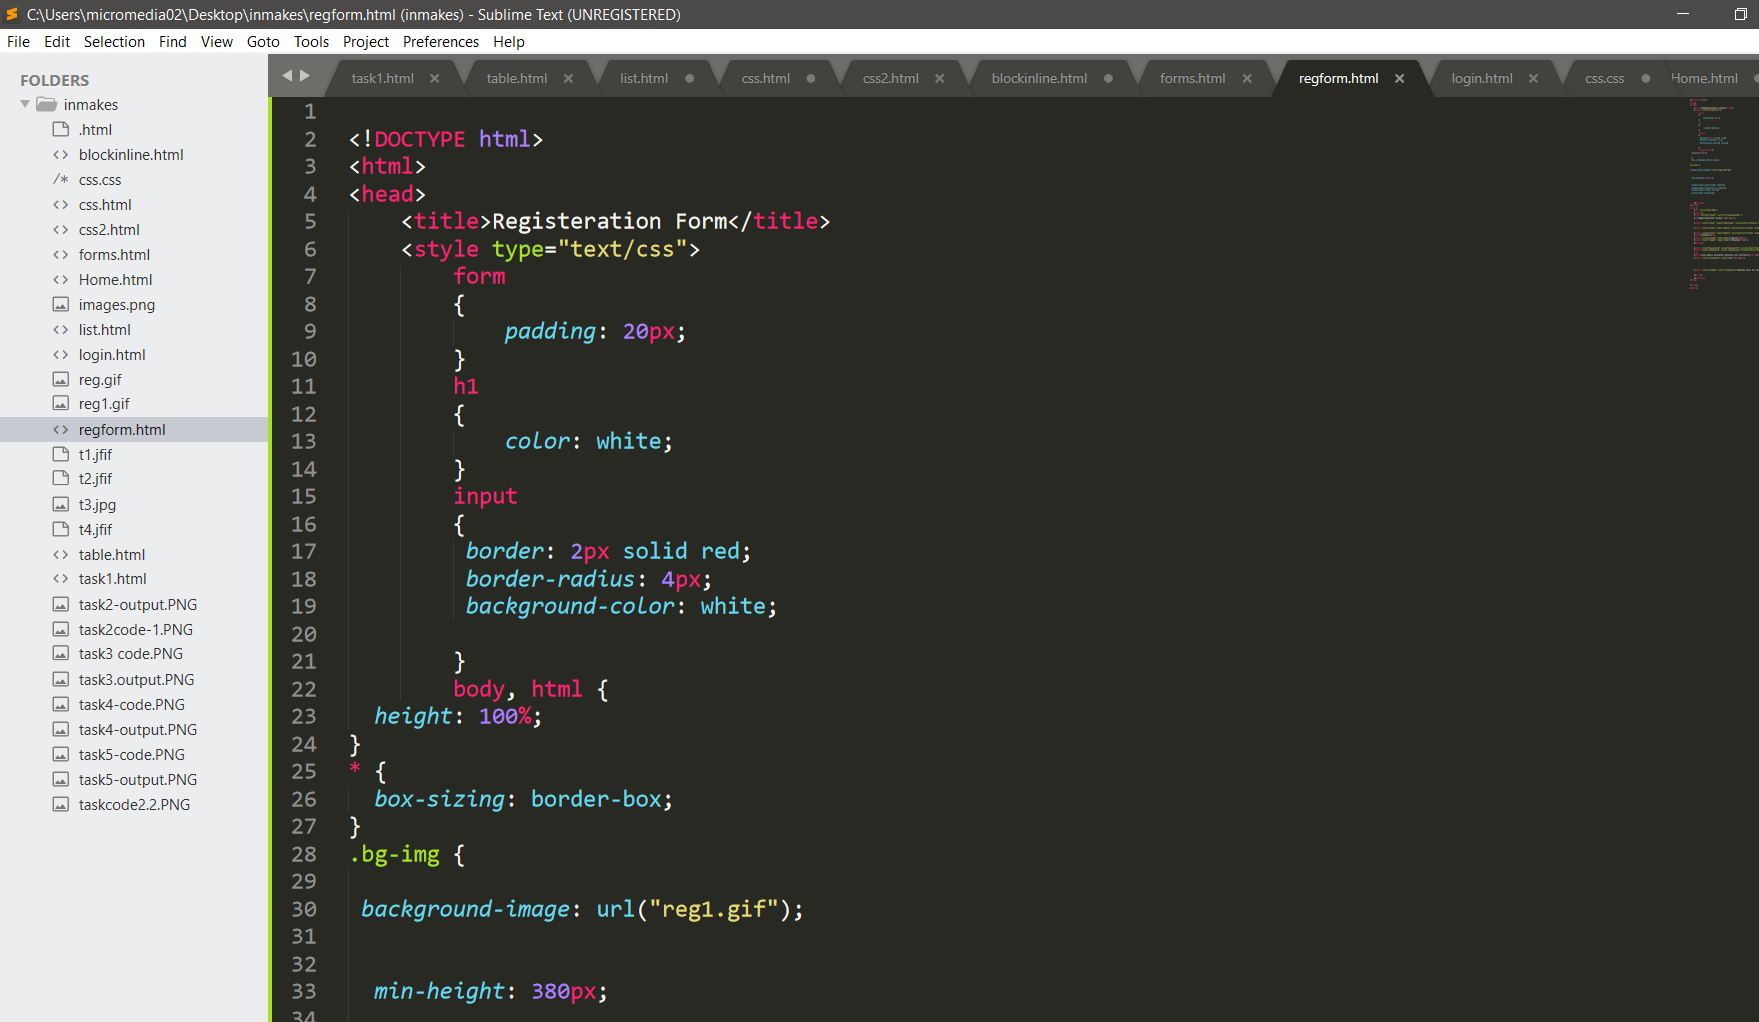 C:\Users\micromedia02\Desktop\inmakes\regform.html (inmakes) - Sublime Text (UNREGISTERED)
File Edit Selection Find View Goto Tools Project Preferences Help
FOLDERS
inmakes
.html
blockinline.html
/* css.css
css.html
css2.html
forms.html
Home.html
images.png
list.html
login.html
reg.gif
reg1.gif
regform.html
t1.jfif
t2.jfif
t3.jpg
t4.jfif
table.html
task1.html
task2-output.PNG
task2code-1.PNG
task3 code.PNG
task3.output.PNG
task4-code.PNG
task4-output.PNG
task5-code.PNG
task5-output.PNG
taskcode2.2.PNG
task1.html table.html list.html css.html css2.html blockinline.html forms.html regform.html login.html css.css Home.html
1
2 <!DOCTYPE html>
3 <html>
4 <head>
5 <title>Registeration Form</title>
6 <style type="text/css">
7 form
8 {
9 padding: 20px;
10 }
11 h1
12 {
13 color: white;
14 }
15 input
16 {
17 border: 2px solid red;
18 border-radius: 4px;
19 background-color: white;
20
21 }
22 body, html {
23 height: 100%;
24 }
25 * {
26 box-sizing: border-box;
27 }
28 .bg-img {
29
30 background-image: url("reg1.gif");
31
32
33 min-height: 380px;
34